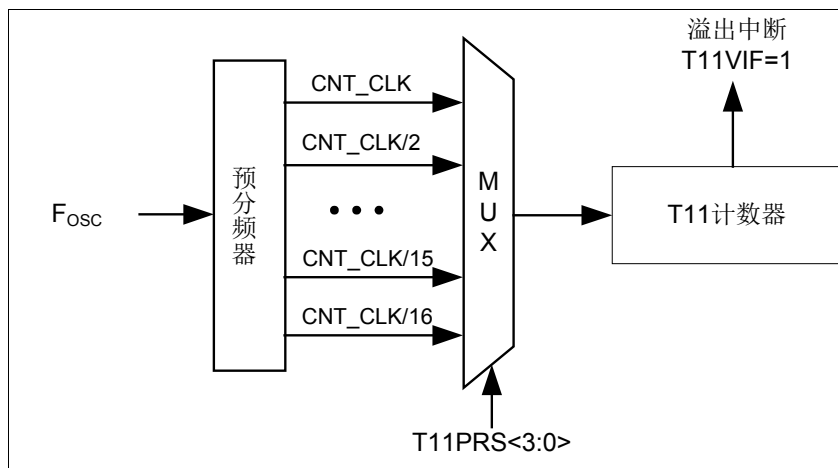 溢出中断
T11VIF=1
CNT_CLK
CNT_CLK/2
预分频器
MUX
FOSC
T11计数器
CNT_CLK/15
CNT_CLK/16
T11PRS<3:0>